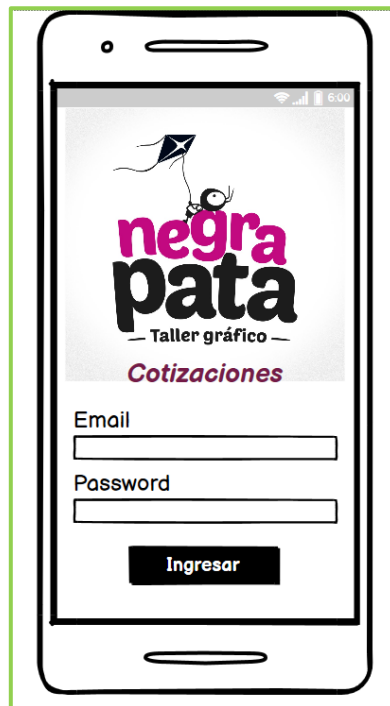 6:00
negra
pata
Taller gráfico
Cotizaciones
Email
Password
Ingresar